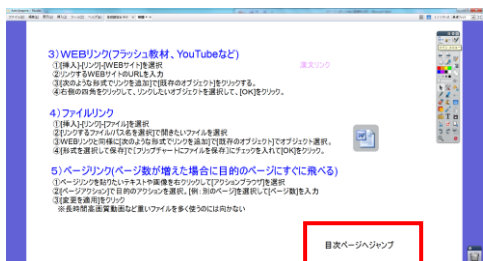 3)WEBリンク(フラッシュ教材、YouTubeなど)
①[挿入]-[リンク]-[WEBサイト]を選択
②リンクするWEBサイトのURLを入力
③[次のような形式でリンクを追加]で[既存のオブジェクト]をクリックする。
④右側の四角をクリックして、リンクしたいオブジェクトを選択して、[OK]をクリック。
漢文リンク
4)ファイルリンク
①[挿入]-[リンク]-[ファイル]を選択
②[リンクするファイルパス名を選択]で開きたいファイルを選択
③WEBリンクと同様に[次のような形式でリンクを追加]で[既存のオブジェクト]でオブジェクト選択。
④[形式を選択して保存]で[フリップチャートにファイルを保存]にチェックを入れて[OK]をクリック。
5)ページリンク(ページ数が増えた場合に目的のページにすぐに飛べる)
①ページリンクを貼りたいテキストや画像を右クリックして[アクションブラウザ]を選択
②[ページアクション]で目的のアクションを選択。[例:別のページ]を選択して[ページ数]を入力
③[変更を適用]をクリック
※長時間高画質動画など重いファイルを多く使うのには向かない
目次ページへジャンプ